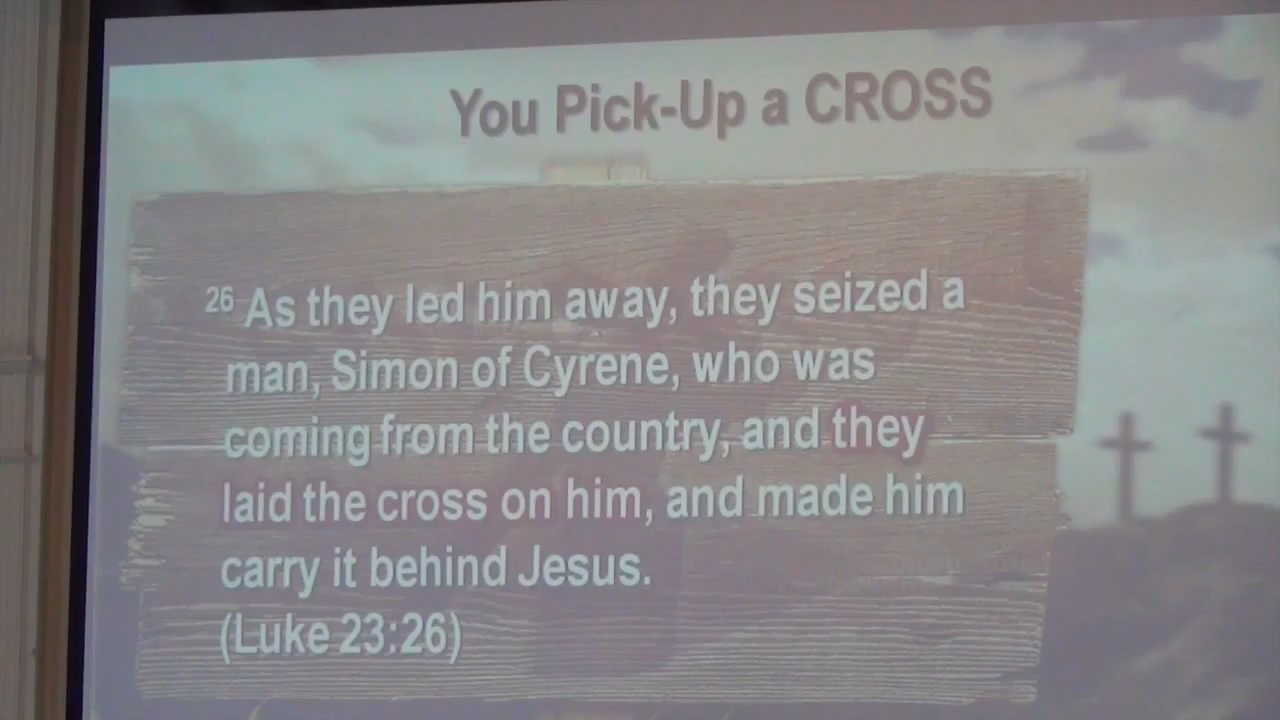 You Pick-Up a CROSS
26 As they led him away, they seized a
man, Simon of Cyrene, who was
coming from the country, and they
laid the cross on him, and made him
carry it behind Jesus.
(Luke 23:26)